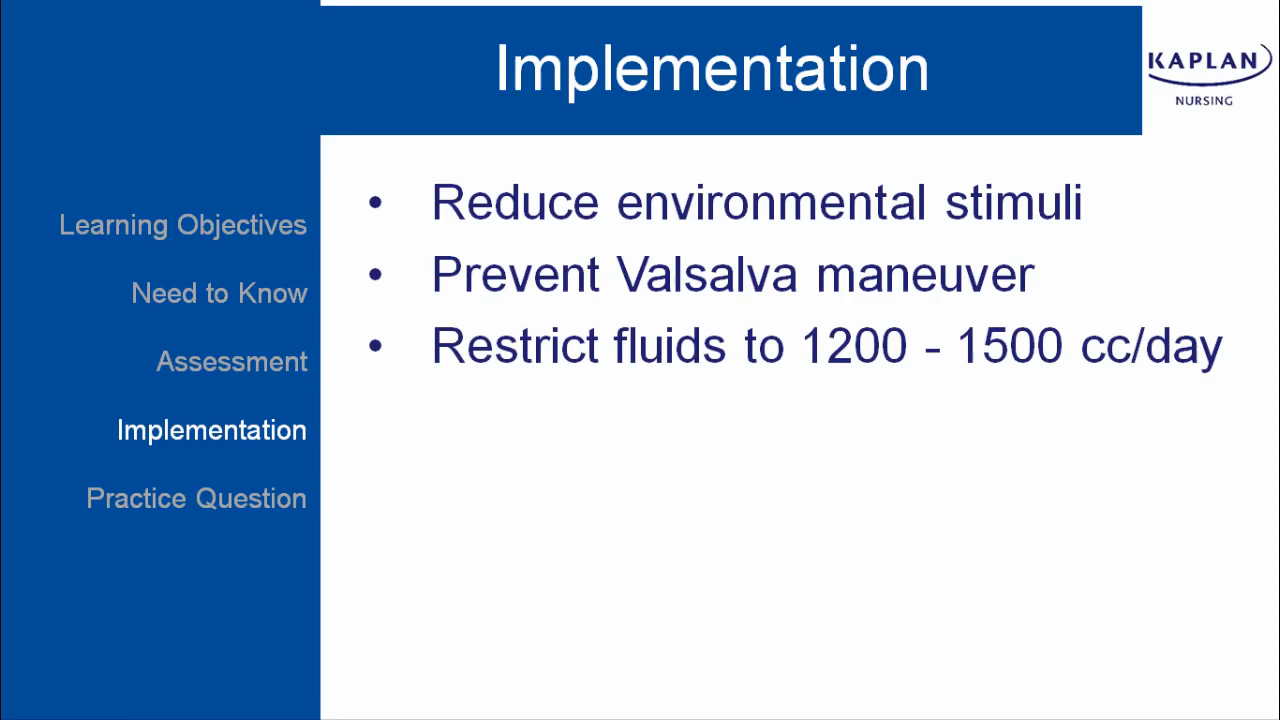 Implementation
KAPLAN
NURSING
Learning Objectives
Need to Know
Assessment
Implementation
Practice Question
• Reduce environmental stimuli
• Prevent Valsalva maneuver
• Restrict fluids to 1200 - 1500 cc/day